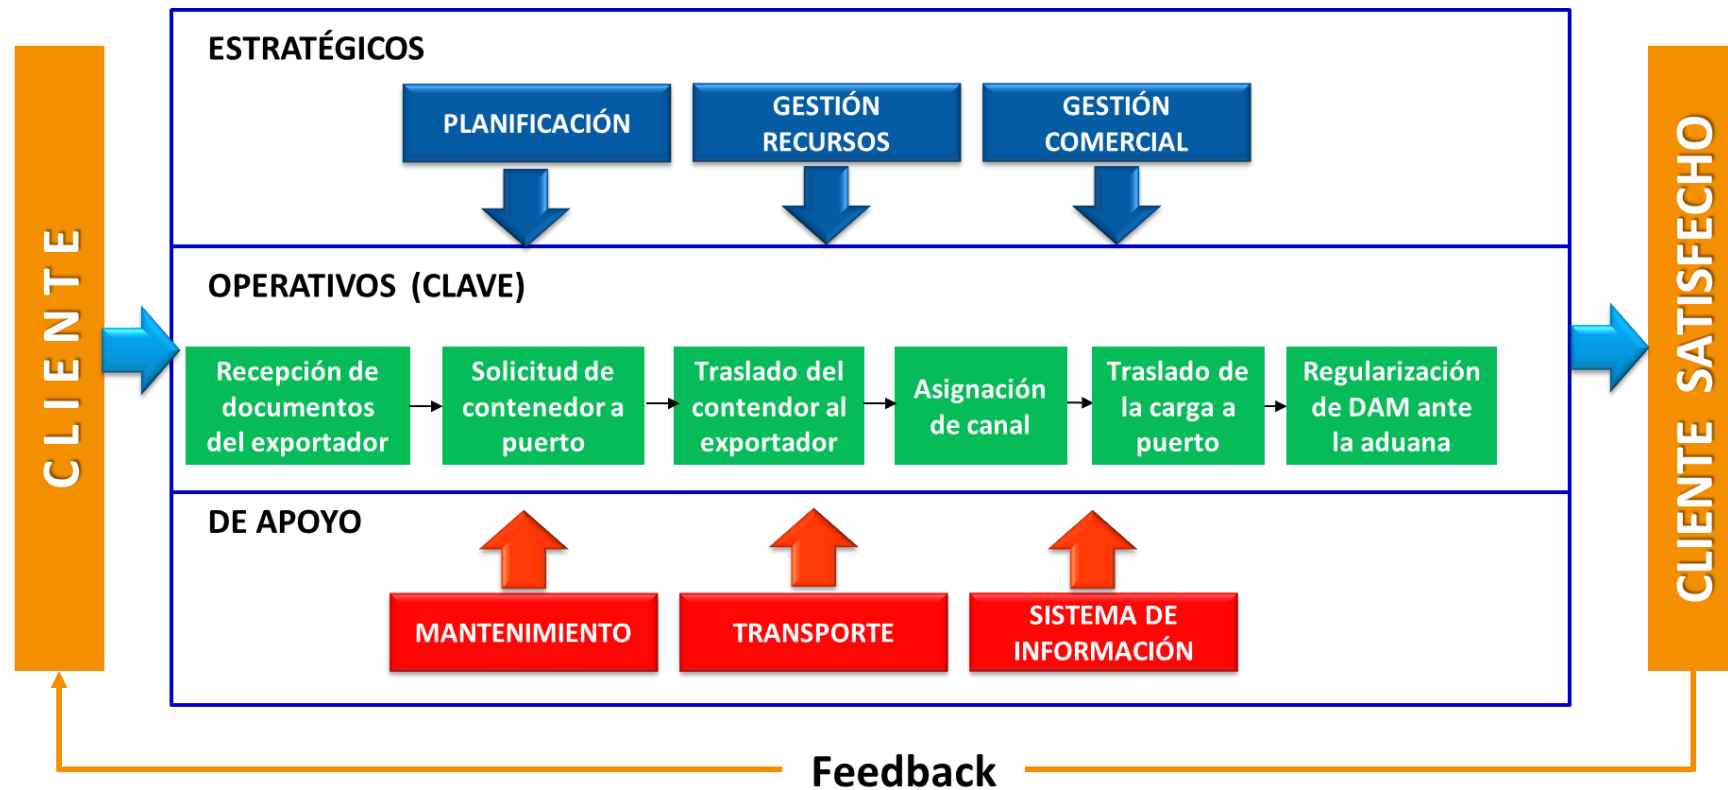 ESTRATÉGICOS
PLANIFICACIÓN
GESTIÓN
RECURSOS
GESTIÓN
COMERCIAL
CLIENTE
OPERATIVOS (CLAVE)
Recepción de
documentos
del exportador
Solicitud de
contenedor a
puerto
Traslado del
contendor al
exportador
Asignación
de canal
Traslado de
la carga a
puerto
Regularización
de DAM ante
la aduana
CLIENTE SATISFECHO
DE APOYO
MANTENIMIENTO
TRANSPORTE
SISTEMA DE
INFORMACIÓN
Feedback